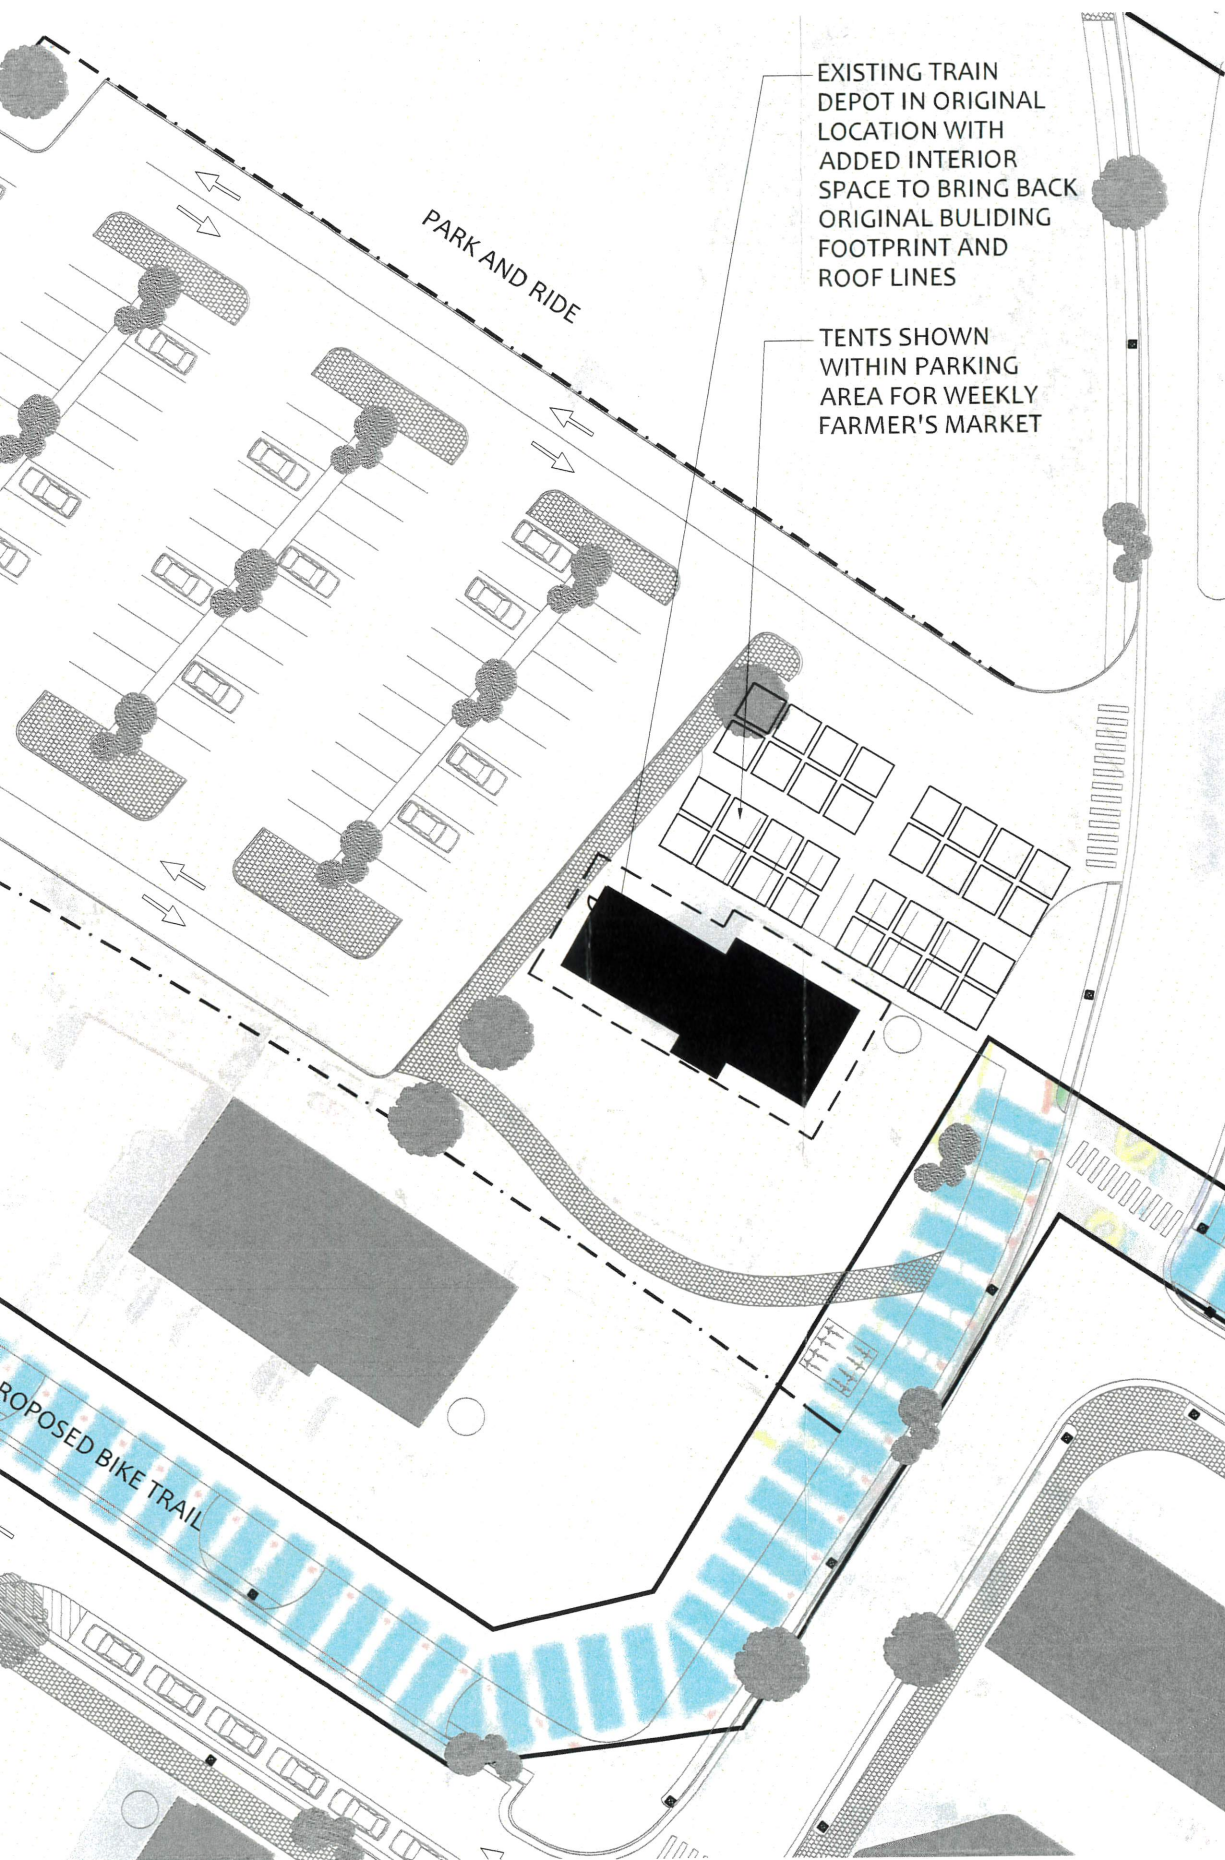 EXISTING TRAIN
DEPOT IN ORIGINAL
LOCATION WITH
ADDED INTERIOR
SPACE TO BRING BACK
ORIGINAL BULIDING
FOOTPRINT AND
ROOF LINES
PARK AND RIDE
TENTS SHOWN
WITHIN PARKING
AREA FOR WEEKLY
FARMER'S MARKET
ROPOSED BIKE TRAIL